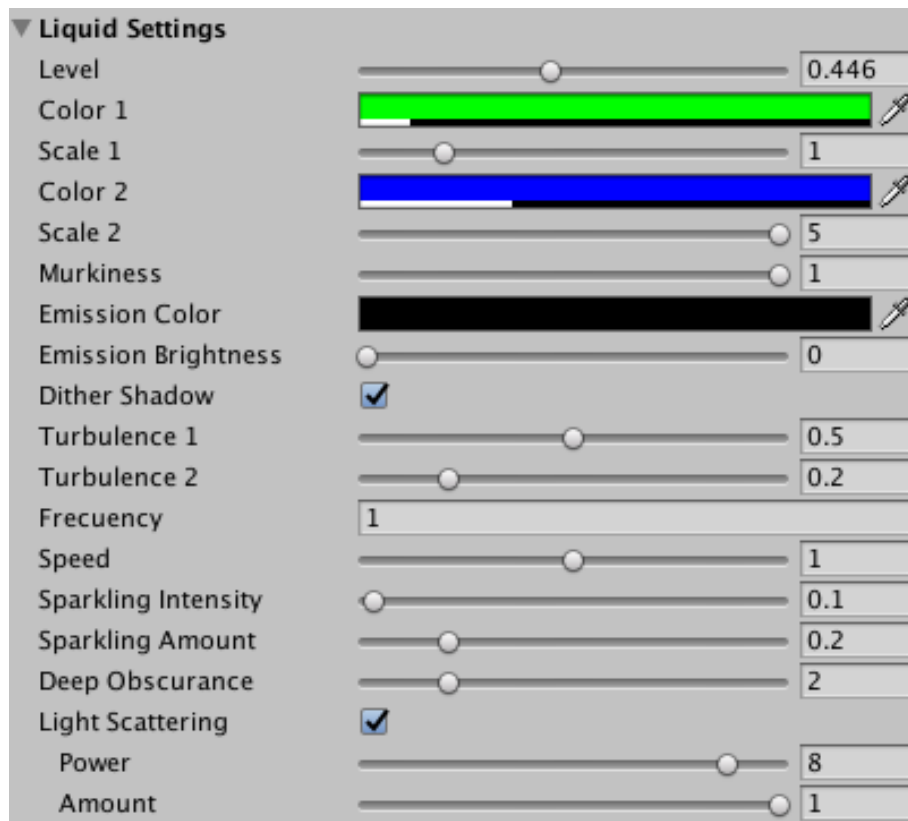 Liquid Settings
Level 0.446
Color 1
Scale 1 1
Color 2
Scale 2 5
Murkiness 1
Emission Color
Emission Brightness 0
Dither Shadow
Turbulence 1 0.5
Turbulence 2 0.2
Frecuency 1
Speed 1
Sparkling Intensity 0.1
Sparkling Amount 0.2
Deep Obscurance 2
Light Scattering
Power 8
Amount 1